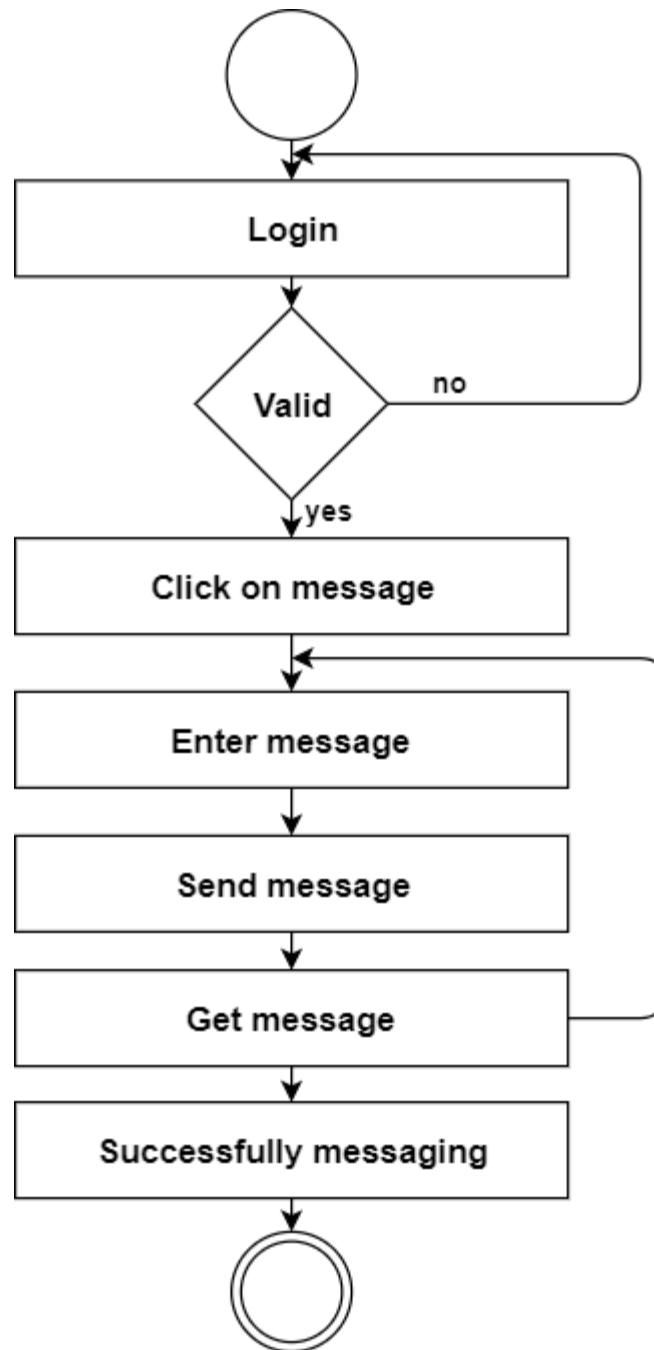 Login
Valid
no
yes
Click on message
Enter message
Send message
Get message
Successfully messaging